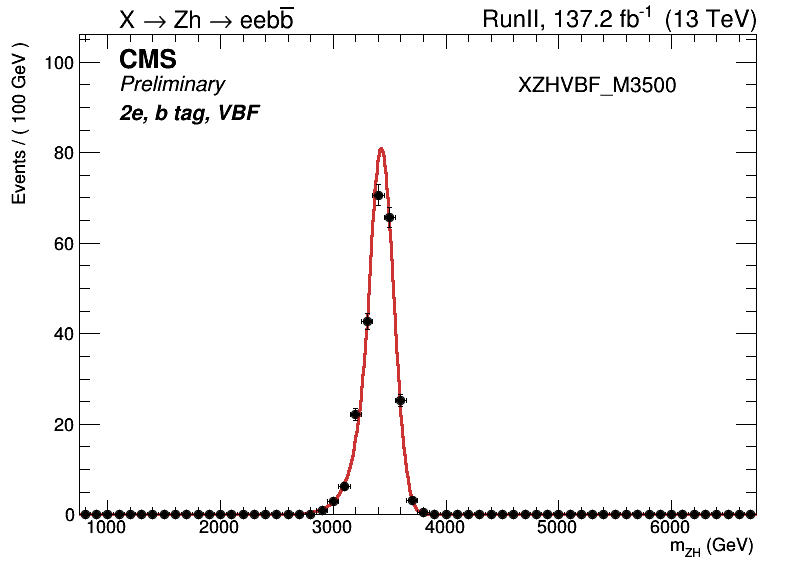 X → Zh → eebb̅ RunII, 137.2 fb⁻¹ (13 TeV)
CMS
Preliminary
2e, b tag, VBF
XZHVBF_M3500
Events / ( 100 GeV )
100
80
60
40
20
0
1000 2000 3000 4000 5000 6000
m_ZH (GeV)